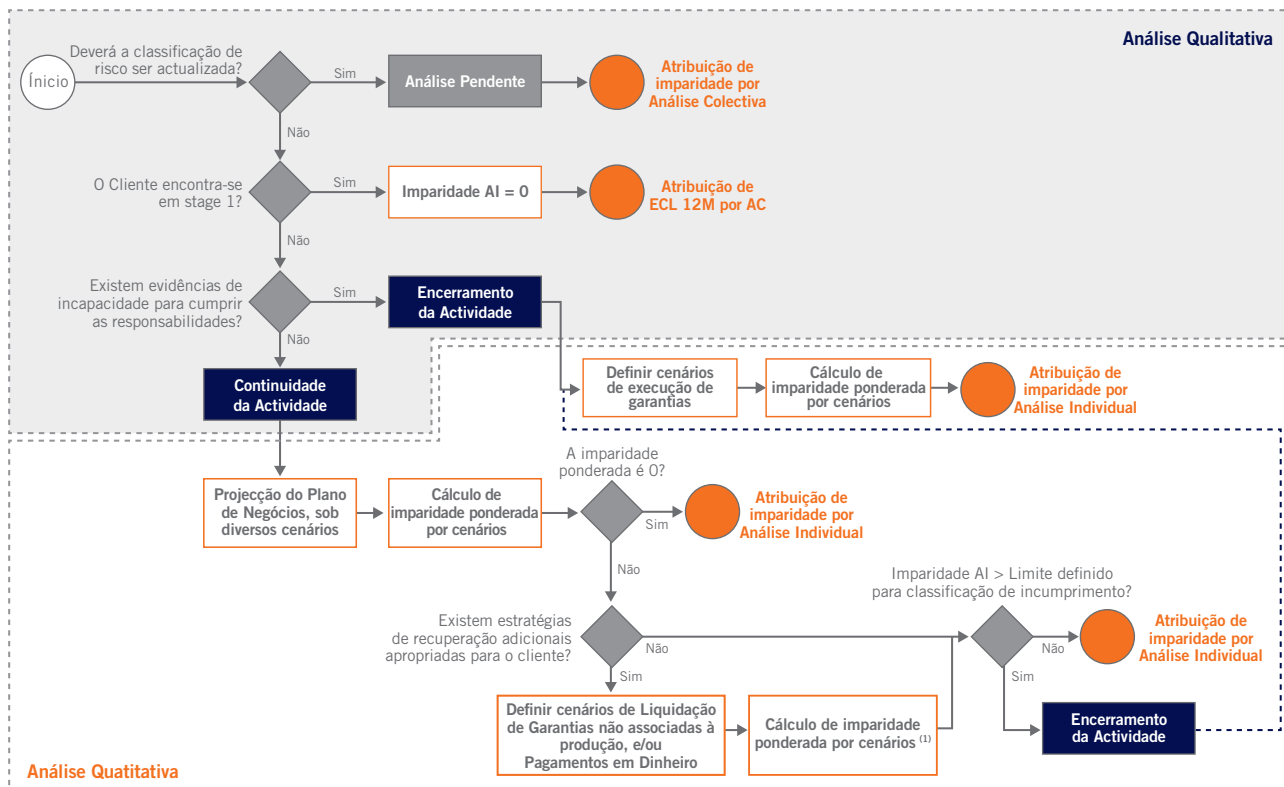 Análise Qualitativa
Deverá a classificação de
risco ser actualizada?
Ínicio
Sim
Análise Pendente
Atribuição de
imparidade por
Análise Colectiva
Não
O Cliente encontra-se
em stage 1?
Sim
Imparidade AI = 0
Atribuição de
ECL 12M por AC
Não
Existem evidências de
incapacidade para cumprir
as responsabilidades?
Sim
Encerramento
da Actividade
Não
Continuidade
da Actividade
Definir cenários
de execução de
garantias
Cálculo de
imparidade ponderada
por cenários
Atribuição de
imparidade por
Análise Individual
Projecção do Plano
de Negócios, sob
diversos cenários
Cálculo de
imparidade ponderada
por cenários
A imparidade
ponderada é 0?
Sim
Atribuição de
imparidade por
Análise Individual
Não
Existem estratégias
de recuperação adicionais
apropriadas para o cliente?
Não
Imparidade AI > Limite definido
para classificação de incumprimento?
Não
Atribuição de
imparidade por
Análise Individual
Sim
Sim
Definir cenários de Liquidação
de Garantias não associadas à
produção, e/ou
Pagamentos em Dinheiro
Cálculo de imparidade
ponderada por cenários (1)
Encerramento
da Actividade
Análise Quatitativa